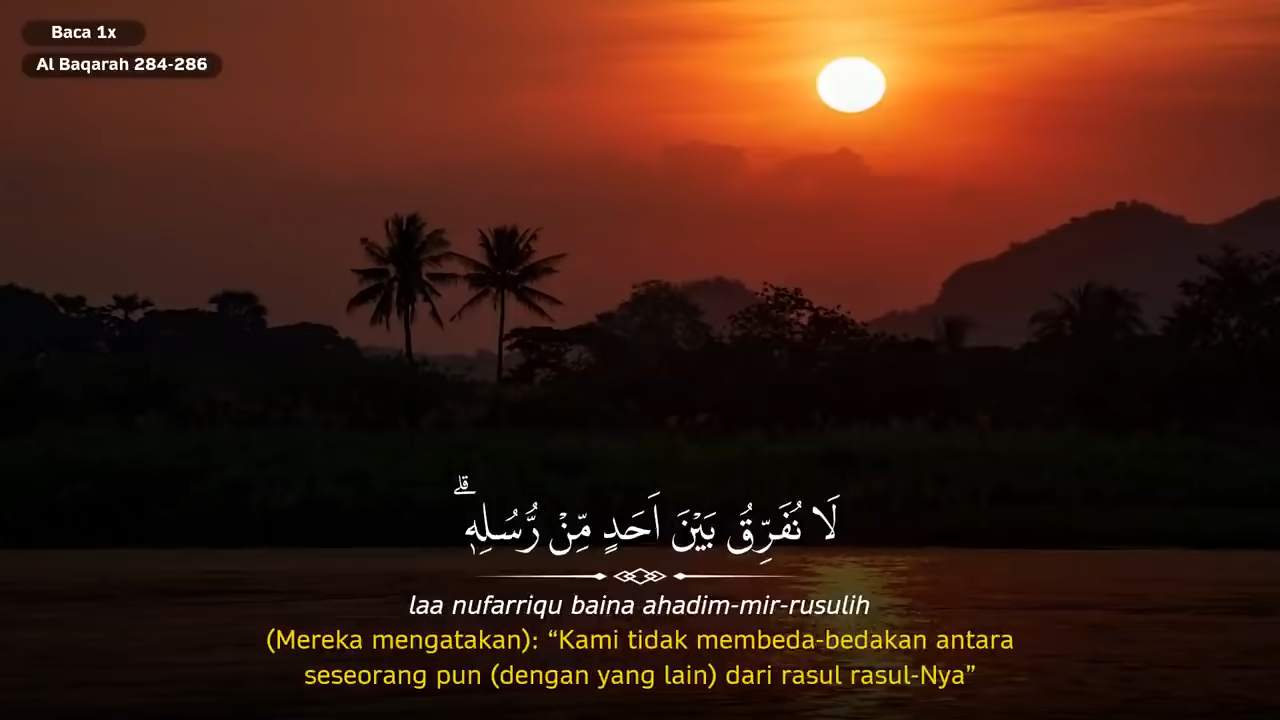 Baca 1x
Al Baqarah 284-286
لَا نُفَرِّقُ بَيْنَ اَحَدٍ مِّنْ رُّسُلِهٖۗ
laa nufarriqu baina ahadim-mir-rusulih
(Mereka mengatakan): “Kami tidak membeda-bedakan antara
seseorang pun (dengan yang lain) dari rasul rasul-Nya”